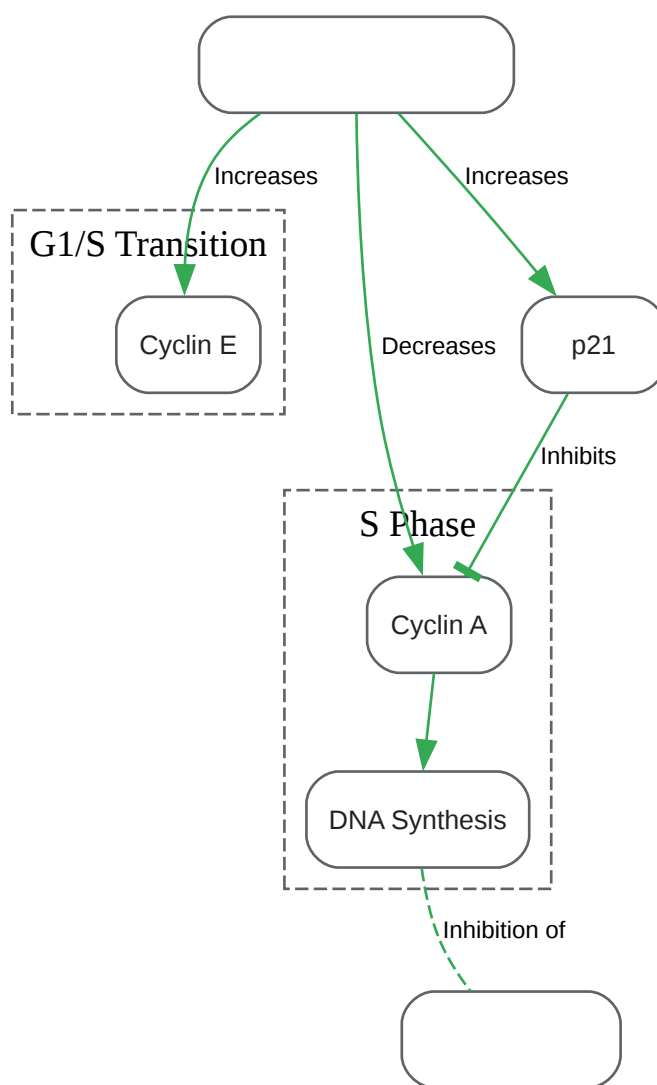 Increases
Increases
G1/S Transition
Cyclin E
Decreases
p21
Inhibits
S Phase
Cyclin A
DNA Synthesis
Inhibition of